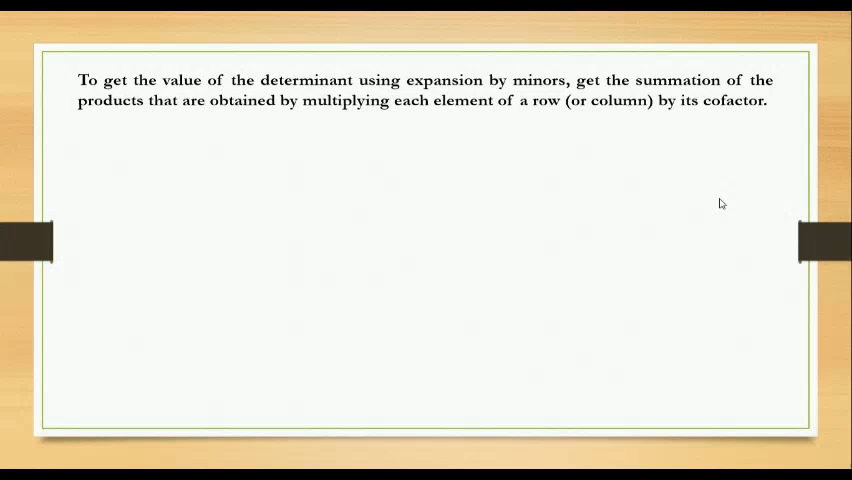 To get the value of the determinant using expansion by minors, get the summation of the
products that are obtained by multiplying each element of a row (or column) by its cofactor.